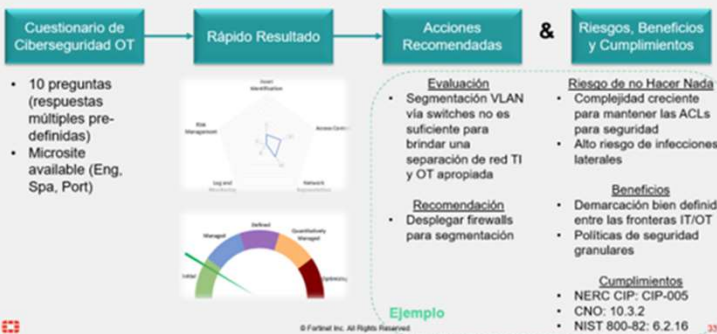 Cuestionario de
Ciberseguridad OT
Rápido Resultado
Acciones
Recomendadas
&
Riesgos, Beneficios
y Cumplimientos
• 10 preguntas
(respuestas
múltiples pre-
definidas)
• Microsite
available (Eng,
Spa, Port)
Asset
Identification
Risk
Management
Access Contr
Log and
Monitoring
Network
Initial
Managed
Defined
Quantitatively
Managed
Optimizing
Evaluación
• Segmentación VLAN
vía switches no es
suficiente para
brindar una
separación de red TI
y OT apropiada
Recomendación
• Desplegar firewalls
para segmentación
Ejemplo
Riesgo de no Hacer Nada
• Complejidad creciente
para mantener las ACLs
para seguridad
• Alto riesgo de infecciones
laterales
Beneficios
• Demarcación bien definid
entre las fronteras IT/OT
• Políticas de seguridad
granulares
Cumplimientos
• NERC CIP: CIP-005
• CNO: 10.3.2
• NIST 800-82: 6.2.16
© Fortinet Inc. All Rights Reserved.